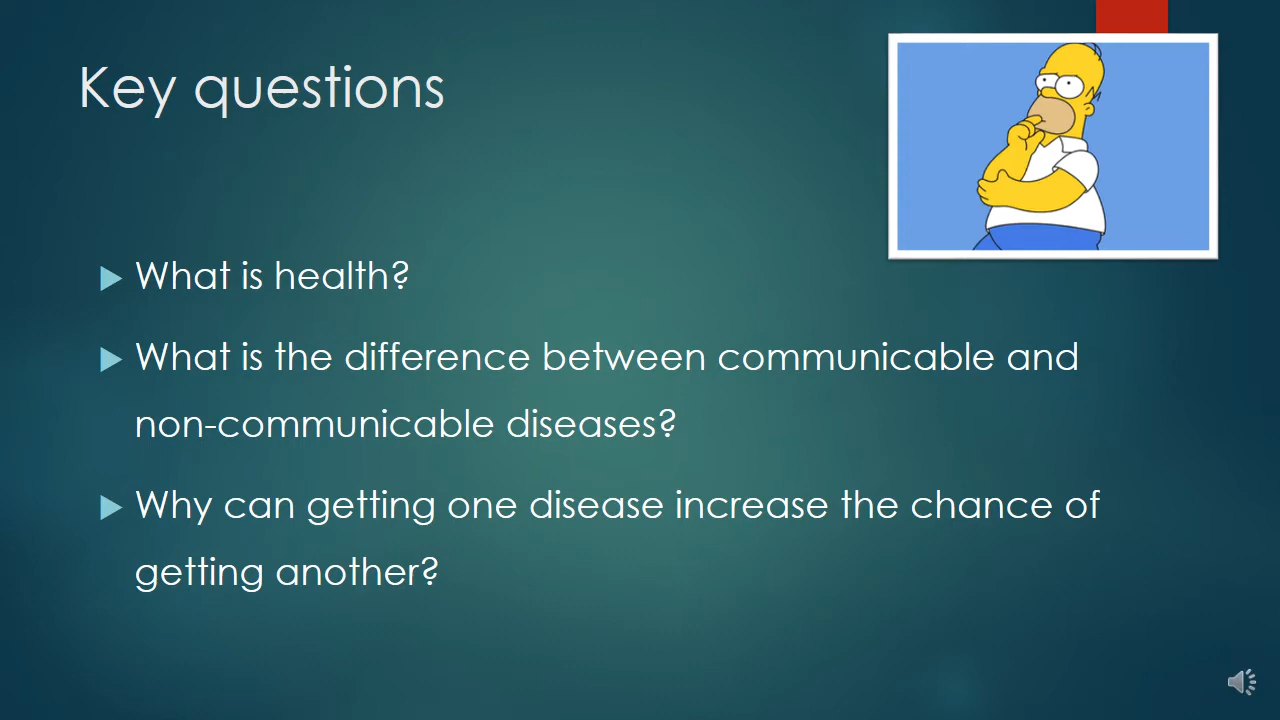 Key questions
What is health?
What is the difference between communicable and
non-communicable diseases?
Why can getting one disease increase the chance of
getting another?